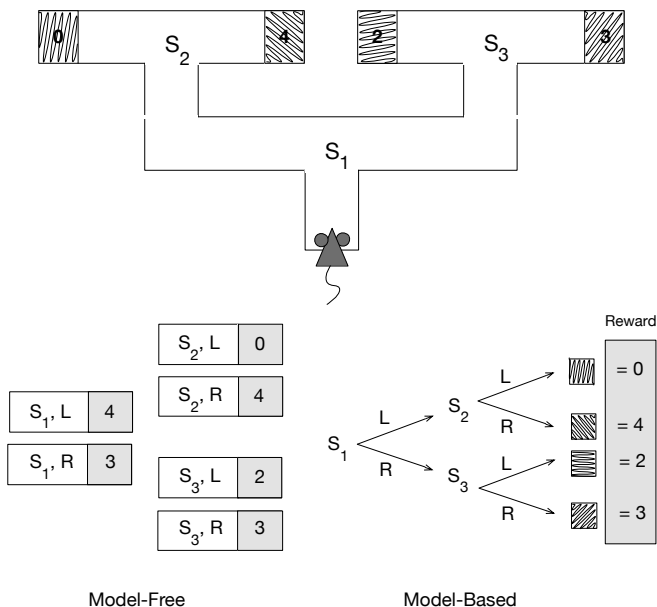 0 4 2 3
S2 S3
S1
Reward
S2, L 0
S2, R 4
S1, L 4
S1, R 3
S3, L 2
S3, R 3
S1
L
R
S2
S3
L
R
L
R
= 0
= 4
= 2
= 3
Model-Free Model-Based